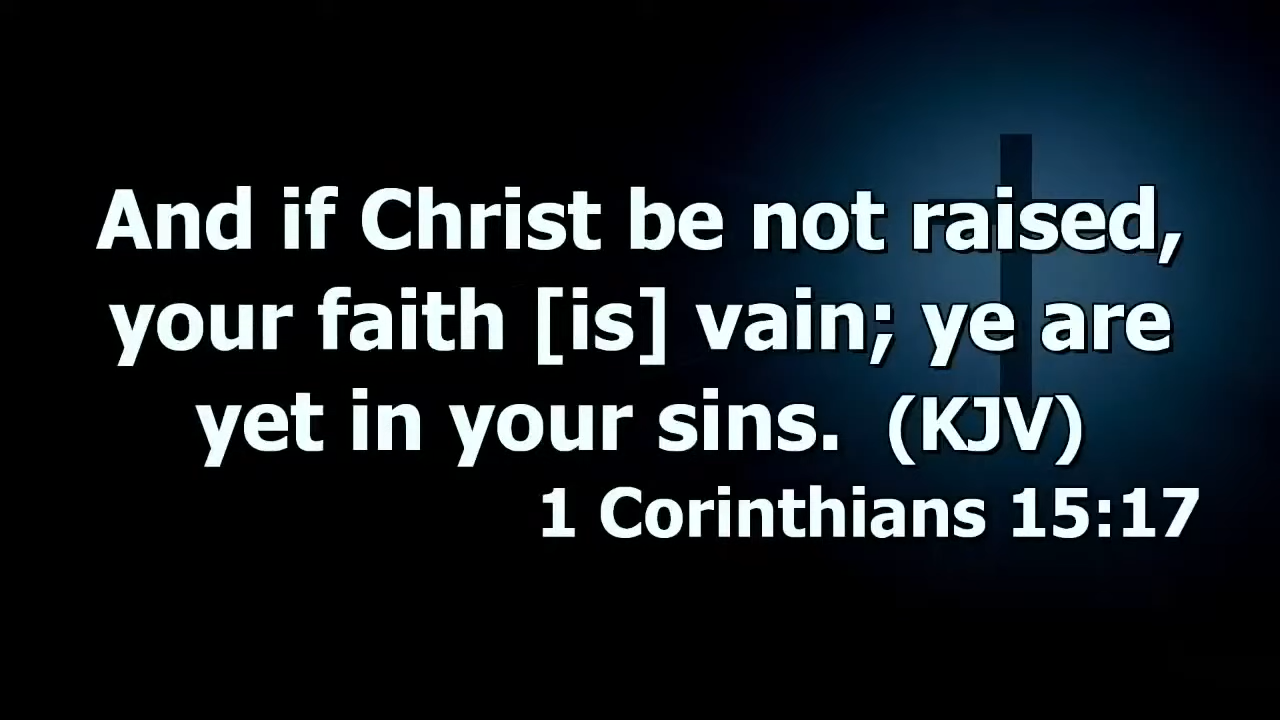 And if Christ be not raised,
your faith [is] vain; ye are
yet in your sins. (KJV)
1 Corinthians 15:17